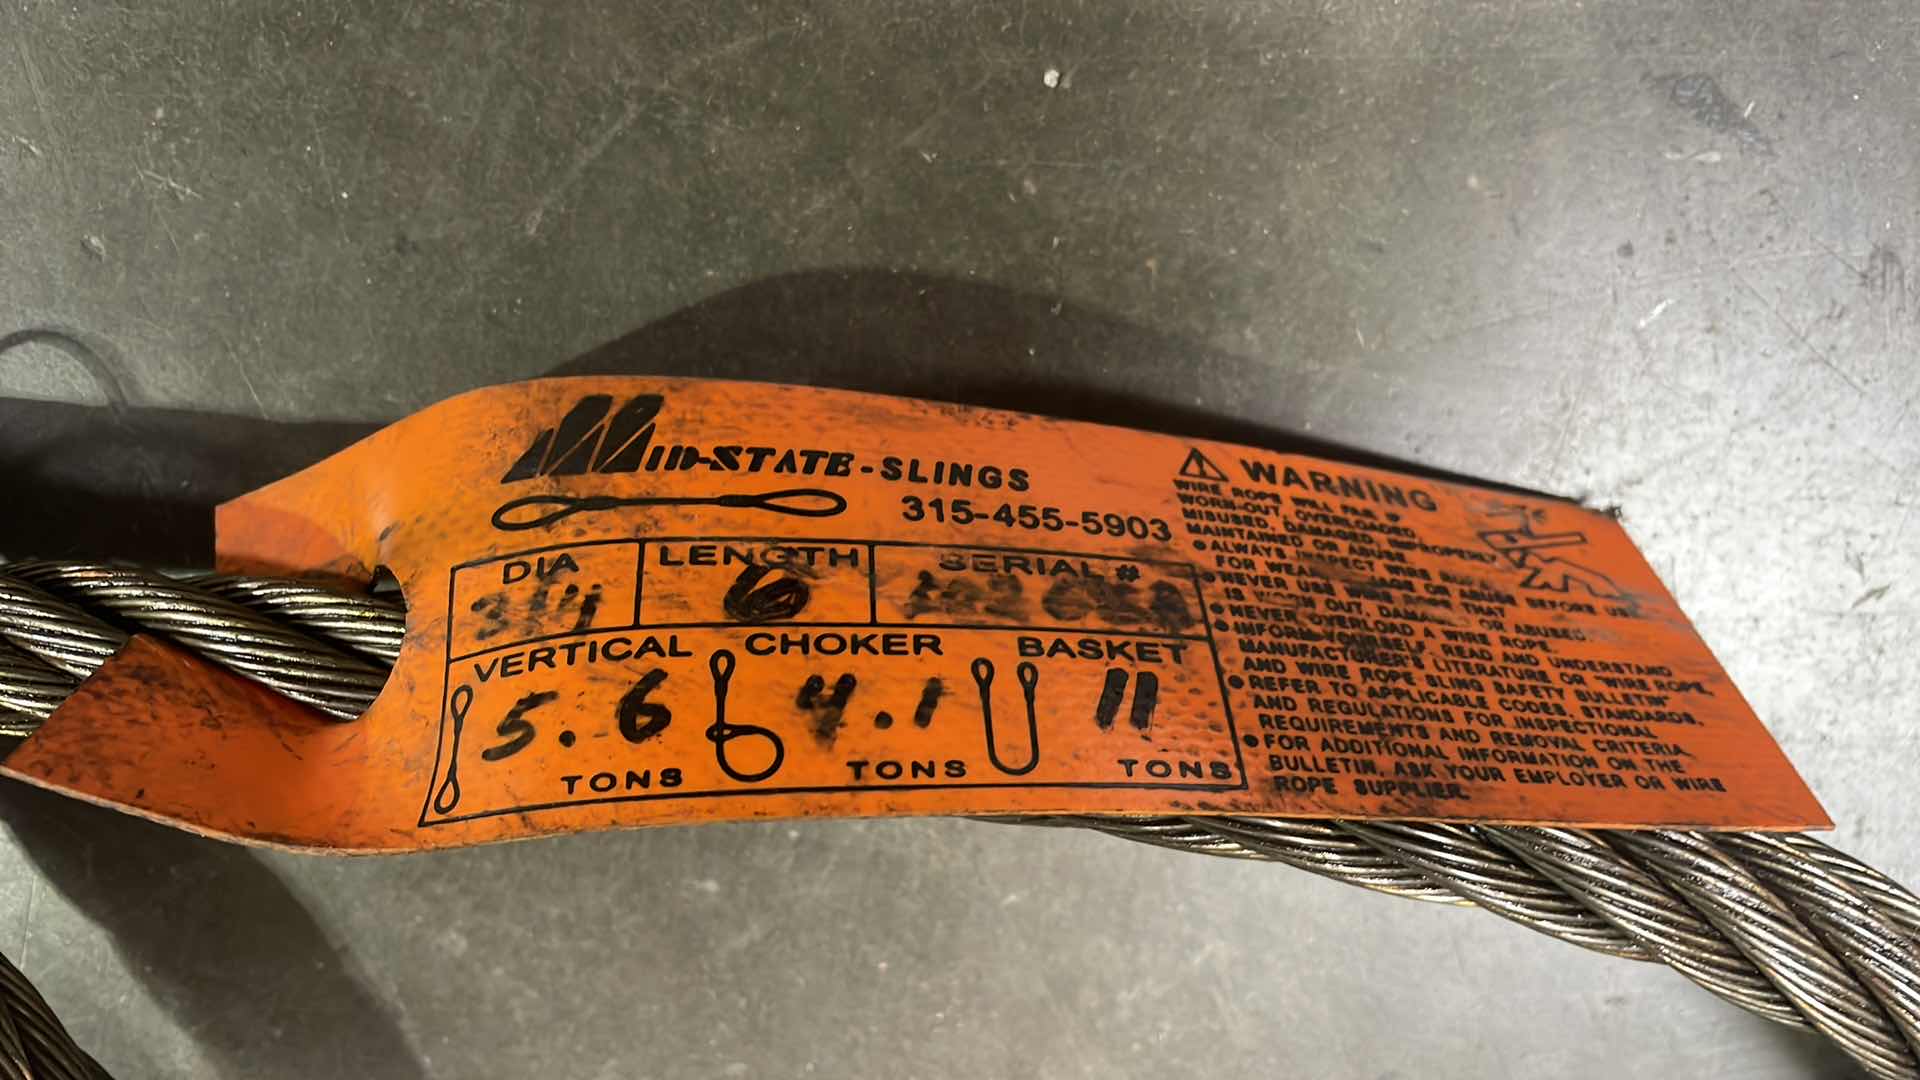 MID-STATE-SLINGS
315-455-5903
DIA LENGTH SERIAL #
3/4 6
VERTICAL CHOKER BASKET
5.6 4.1 11
TONS TONS TONS
WARNING
WIRE ROPE WILL FAIL IF
WORN-OUT, OVERLOADED,
MISUSED, DAMAGED, IMPROPERLY
MAINTAINED OR ABUSED
• ALWAYS INSPECT WIRE ROPE
FOR WEAR, DAMAGE OR ABUSE BEFORE USE
• NEVER USE WIRE ROPE THAT
IS WORN OUT, DAMAGED OR ABUSED
• NEVER OVERLOAD A WIRE ROPE.
• INFORM YOURSELF, READ AND UNDERSTAND
MANUFACTURER'S LITERATURE OR "WIRE ROPE
AND WIRE ROPE SLING SAFETY BULLETIN"
• REFER TO APPLICABLE CODES, STANDARDS,
AND REGULATIONS FOR INSPECTIONAL
REQUIREMENTS AND REMOVAL CRITERIA
• FOR ADDITIONAL INFORMATION ON THE
BULLETIN, ASK YOUR EMPLOYER OR WIRE
ROPE SUPPLIER.